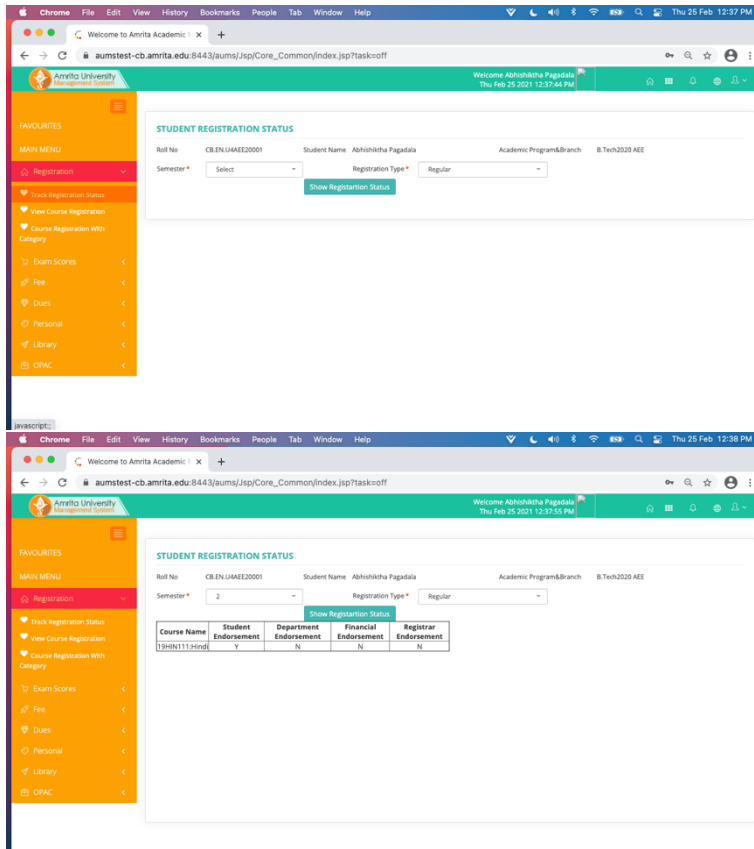 Chrome File Edit View History Bookmarks People Tab Window Help Thu 25 Feb 12:37 PM
Welcome to Amrita Academic
aumstest-cb.amrita.edu:8443/aums/Jsp/Core_Common/index.jsp?task=off
Amrita University
Management System
Welcome Abhishiktha Pagadala
Thu Feb 25 2021 12:37:44 PM
FAVOURITES
STUDENT REGISTRATION STATUS
MAIN MENU
Roll No CB.EN.U4AEE20001 Student Name Abhishiktha Pagadala Academic Program&Branch B.Tech2020 AEE
Registration
Semester* Select Registration Type* Regular
Show Registartion Status
Track Registration Status
View Course Registration
Course Registration With
Category
Exam Scores
Fee
Dues
Personal
Library
OPAC
javascript:;
Chrome File Edit View History Bookmarks People Tab Window Help Thu 25 Feb 12:38 PM
Welcome to Amrita Academic
aumstest-cb.amrita.edu:8443/aums/Jsp/Core_Common/index.jsp?task=off
Amrita University
Management System
Welcome Abhishiktha Pagadala
Thu Feb 25 2021 12:37:55 PM
FAVOURITES
STUDENT REGISTRATION STATUS
MAIN MENU
Roll No CB.EN.U4AEE20001 Student Name Abhishiktha Pagadala Academic Program&Branch B.Tech2020 AEE
Registration
Semester* 2 Registration Type* Regular
Show Registartion Status
Track Registration Status
View Course Registration
Course Registration With
Category
Course Name Student Endorsement Department Endorsement Financial Endorsement Registrar Endorsement
19HIN111:Hindi Y N N N
Exam Scores
Fee
Dues
Personal
Library
OPAC